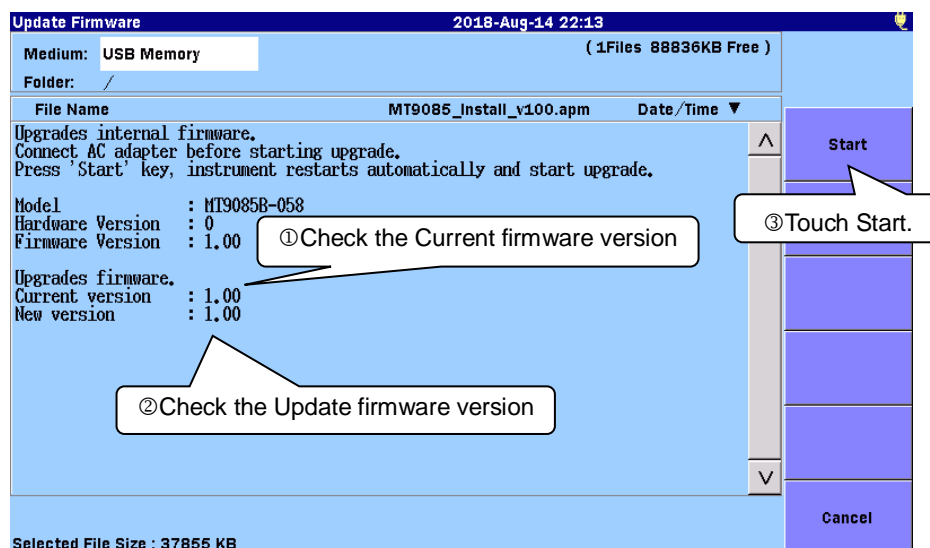 Update Firmware 2018-Aug-14 22:13
Medium: USB Memory ( 1Files 88836KB Free )
Folder: /
File Name MT9085_Install_v100.apm Date/Time ▼
Upgrades internal firmware.
Connect AC adapter before starting upgrade.
Press 'Start' key, instrument restarts automatically and start upgrade.
Model : MT9085B-058
Hardware Version : 0
Firmware Version : 1.00
①Check the Current firmware version
Upgrades firmware.
Current version : 1.00
New version : 1.00
②Check the Update firmware version
Start
③Touch Start.
Cancel
Selected File Size : 37855 KB